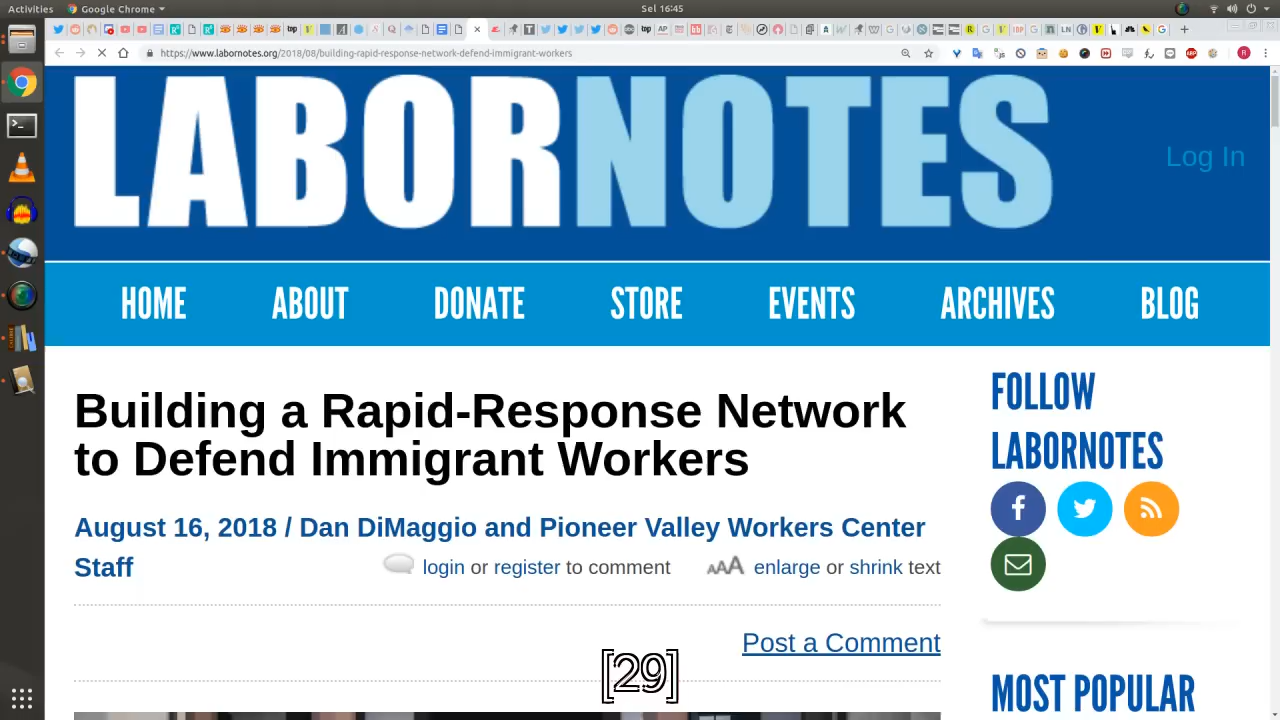 Activities
Google Chrome
Sel 16:45
https://www.labornotes.org/2018/08/building-rapid-response-network-defend-immigrant-workers
LABORNOTES
Log In
HOME
ABOUT
DONATE
STORE
EVENTS
ARCHIVES
BLOG
Building a Rapid-Response Network
to Defend Immigrant Workers
August 16, 2018 / Dan DiMaggio and Pioneer Valley Workers Center
Staff
login or register to comment
AAA
enlarge or shrink text
Post a Comment
[29]
FOLLOW
LABORNOTES
MOST POPULAR